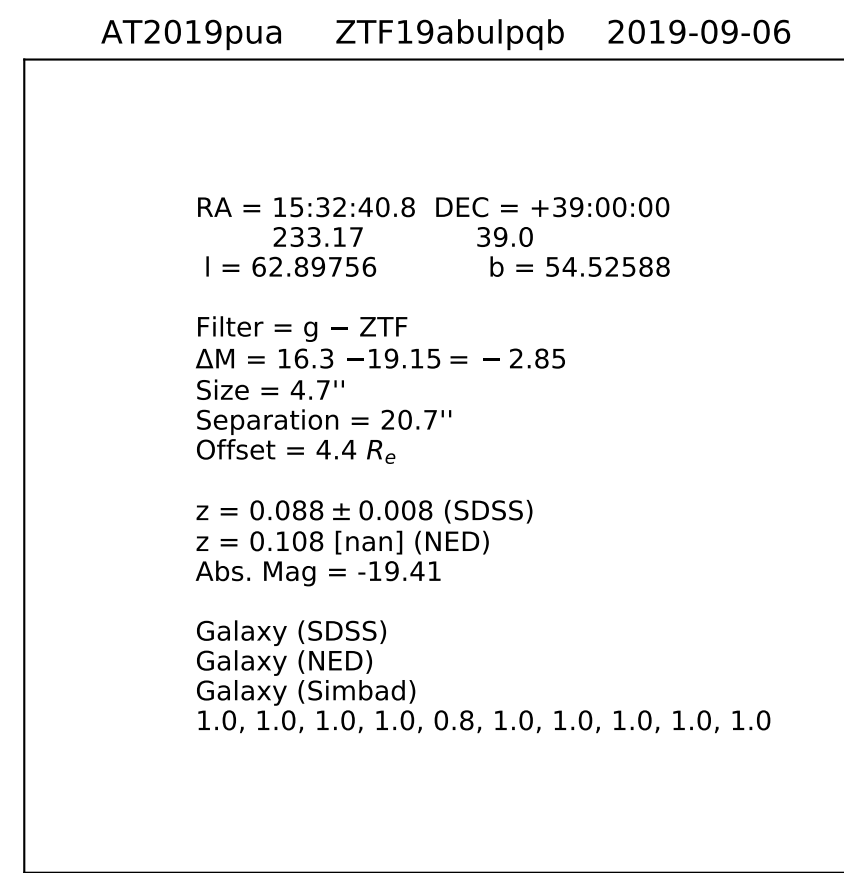 AT2019pua ZTF19abulpqb 2019-09-06
RA = 15:32:40.8 DEC = +39:00:00
233.17 39.0
l = 62.89756 b = 54.52588
Filter = g − ZTF
ΔM = 16.3 −19.15 = − 2.85
Size = 4.7''
Separation = 20.7''
Offset = 4.4 Re
z = 0.088 ± 0.008 (SDSS)
z = 0.108 [nan] (NED)
Abs. Mag = -19.41
Galaxy (SDSS)
Galaxy (NED)
Galaxy (Simbad)
1.0, 1.0, 1.0, 1.0, 0.8, 1.0, 1.0, 1.0, 1.0, 1.0